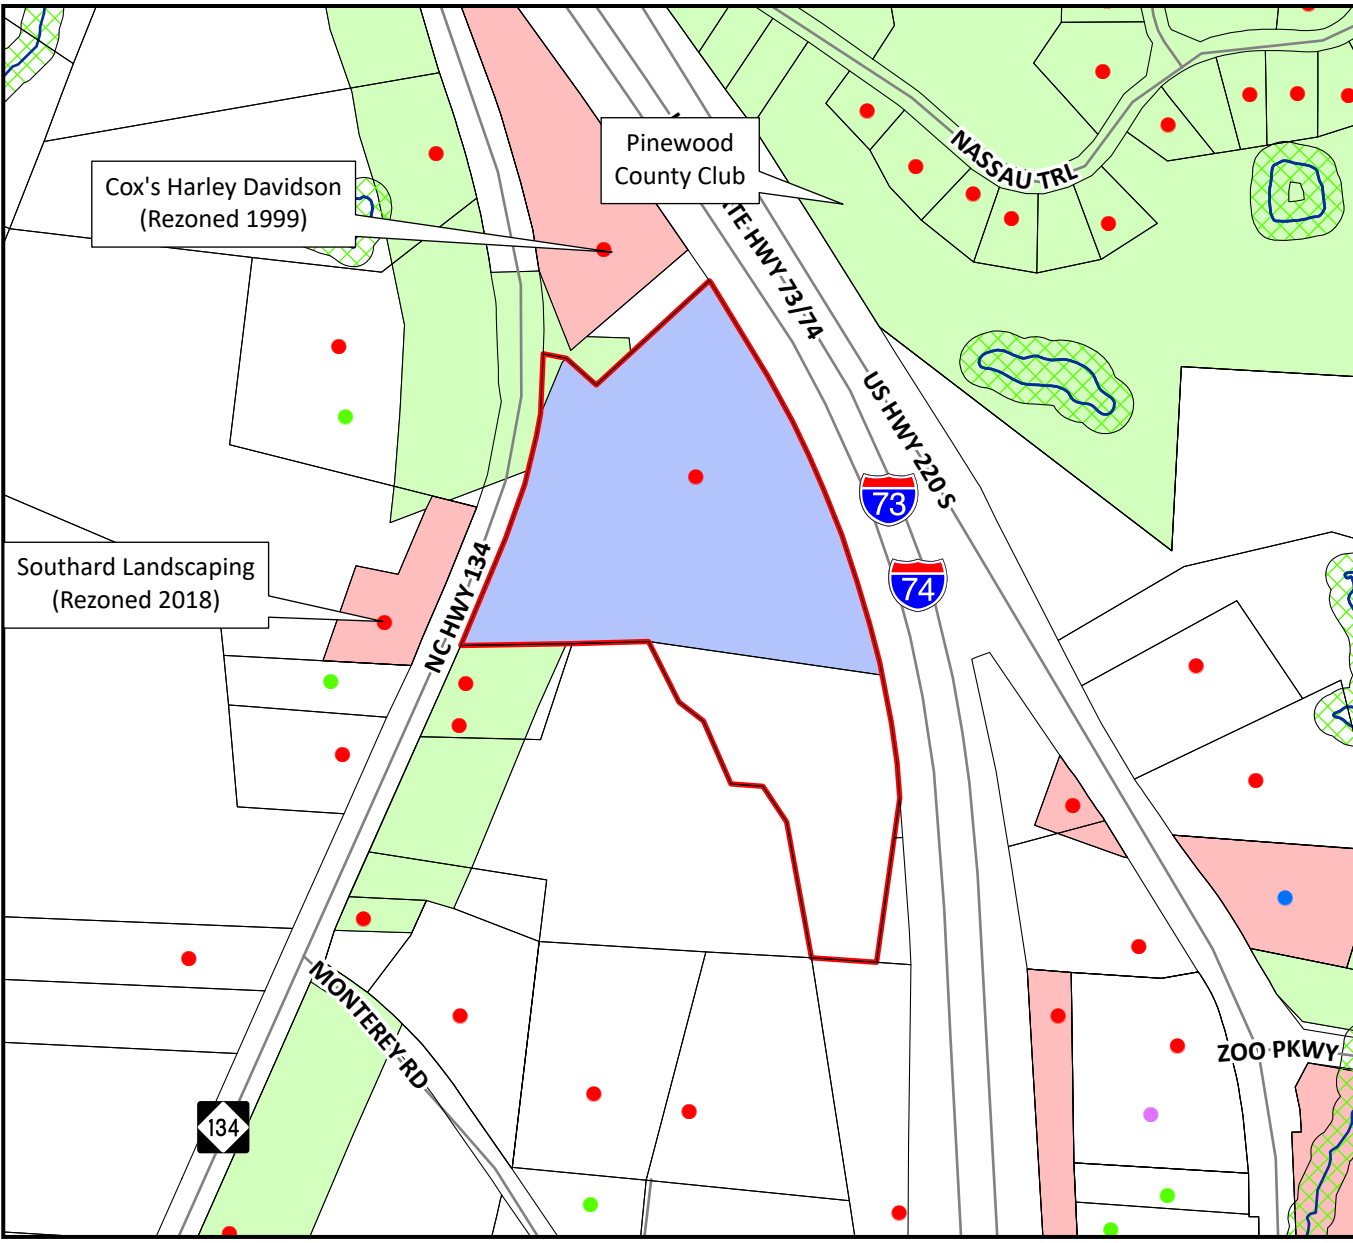 Pinewood
County Club
NASSAU TRL
Cox's Harley Davidson
(Rezoned 1999)
HWY 73/74
US HWY 220 S
73
74
Southard Landscaping
(Rezoned 2018)
NC HWY 134
MONTEREY RD
ZOO PKWY
134